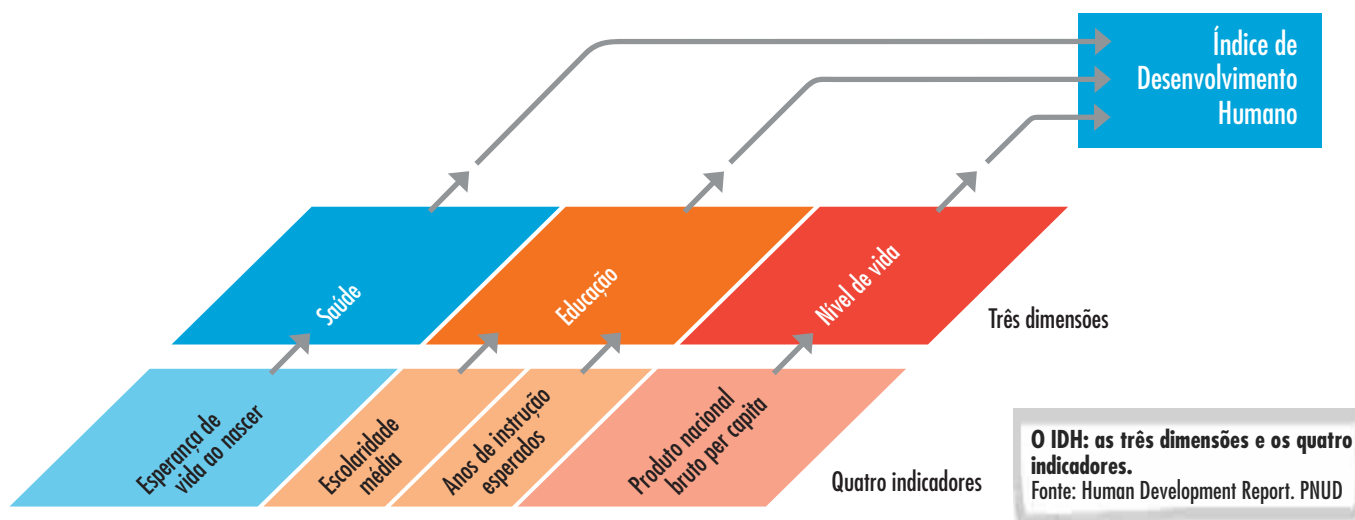 Índice de
Desenvolvimento
Humano
Saúde
Educação
Nível de vida
Três dimensões
Esperança de
vida ao nascer
Escolaridade
média
Anos de instrução
esperados
Produto nacional
bruto per capita
Quatro indicadores
O IDH: as três dimensões e os quatro
indicadores.
Fonte: Human Development Report. PNUD